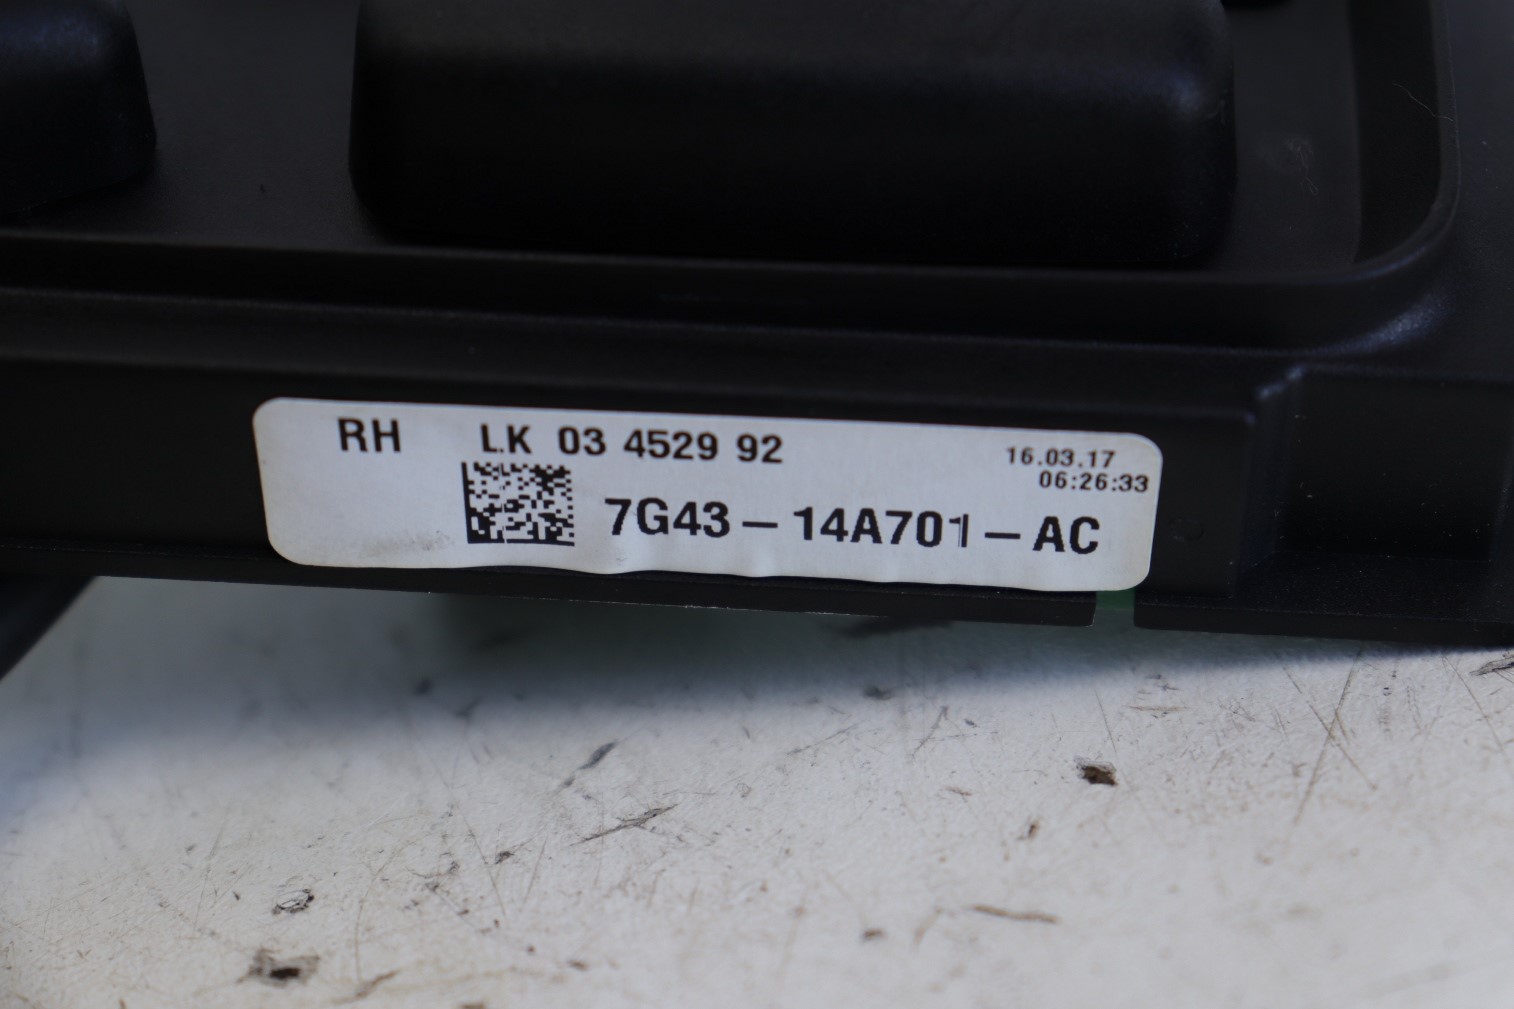 RH LK 03 4529 92
16.03.17
06:26:33
7G43-14A701-AC